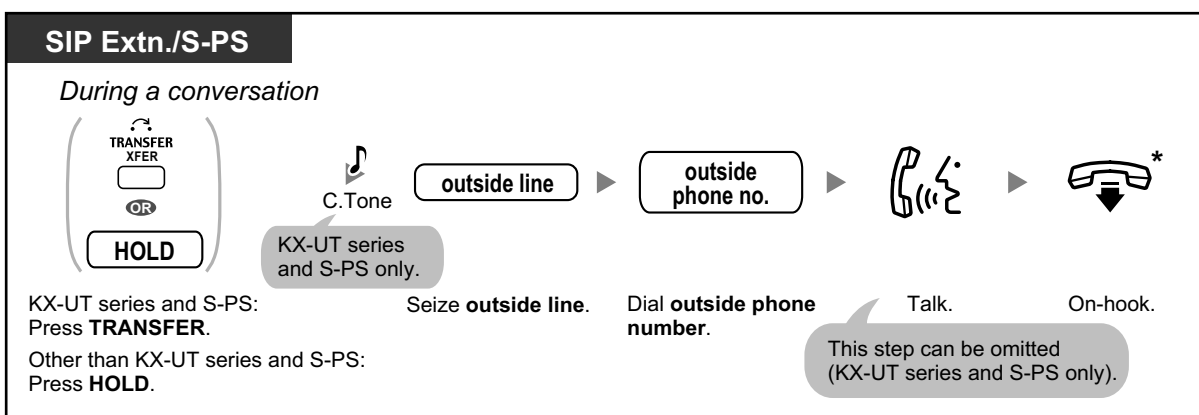 SIP Extn./S-PS
During a conversation
TRANSFER
XFER
OR
HOLD
C.Tone
KX-UT series
and S-PS only.
outside line
outside
phone no.
*
KX-UT series and S-PS:
Press TRANSFER.
Other than KX-UT series and S-PS:
Press HOLD.
Seize outside line.
Dial outside phone
number.
Talk.
This step can be omitted
(KX-UT series and S-PS only).
On-hook.